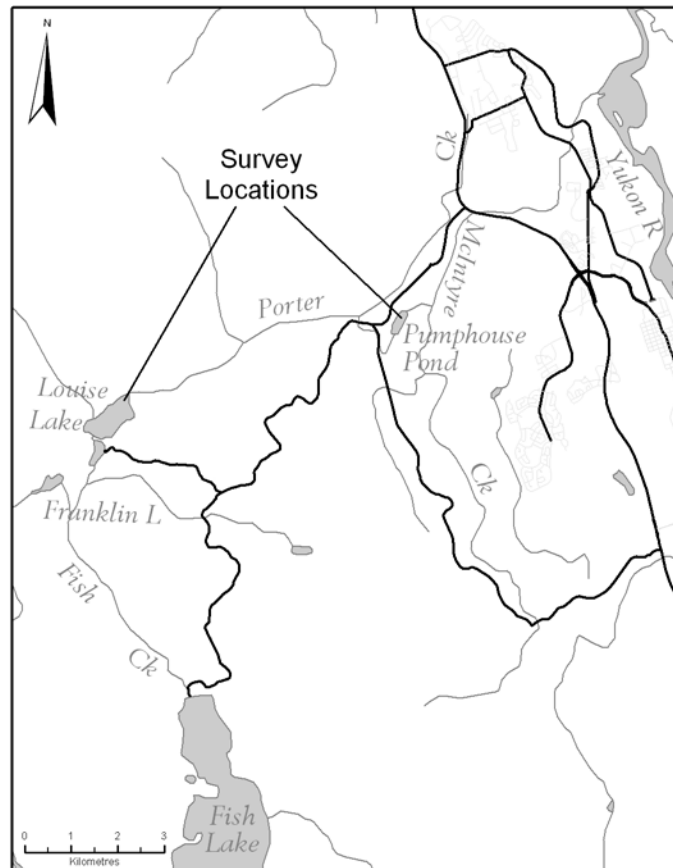 N
Survey
Locations
Ck
Yukon R
McIntyre
Porter
Pumphouse
Pond
Louise
Lake
Ck
Franklin L
Fish
Ck
Fish
Lake
0 1 2 3
Kilometres